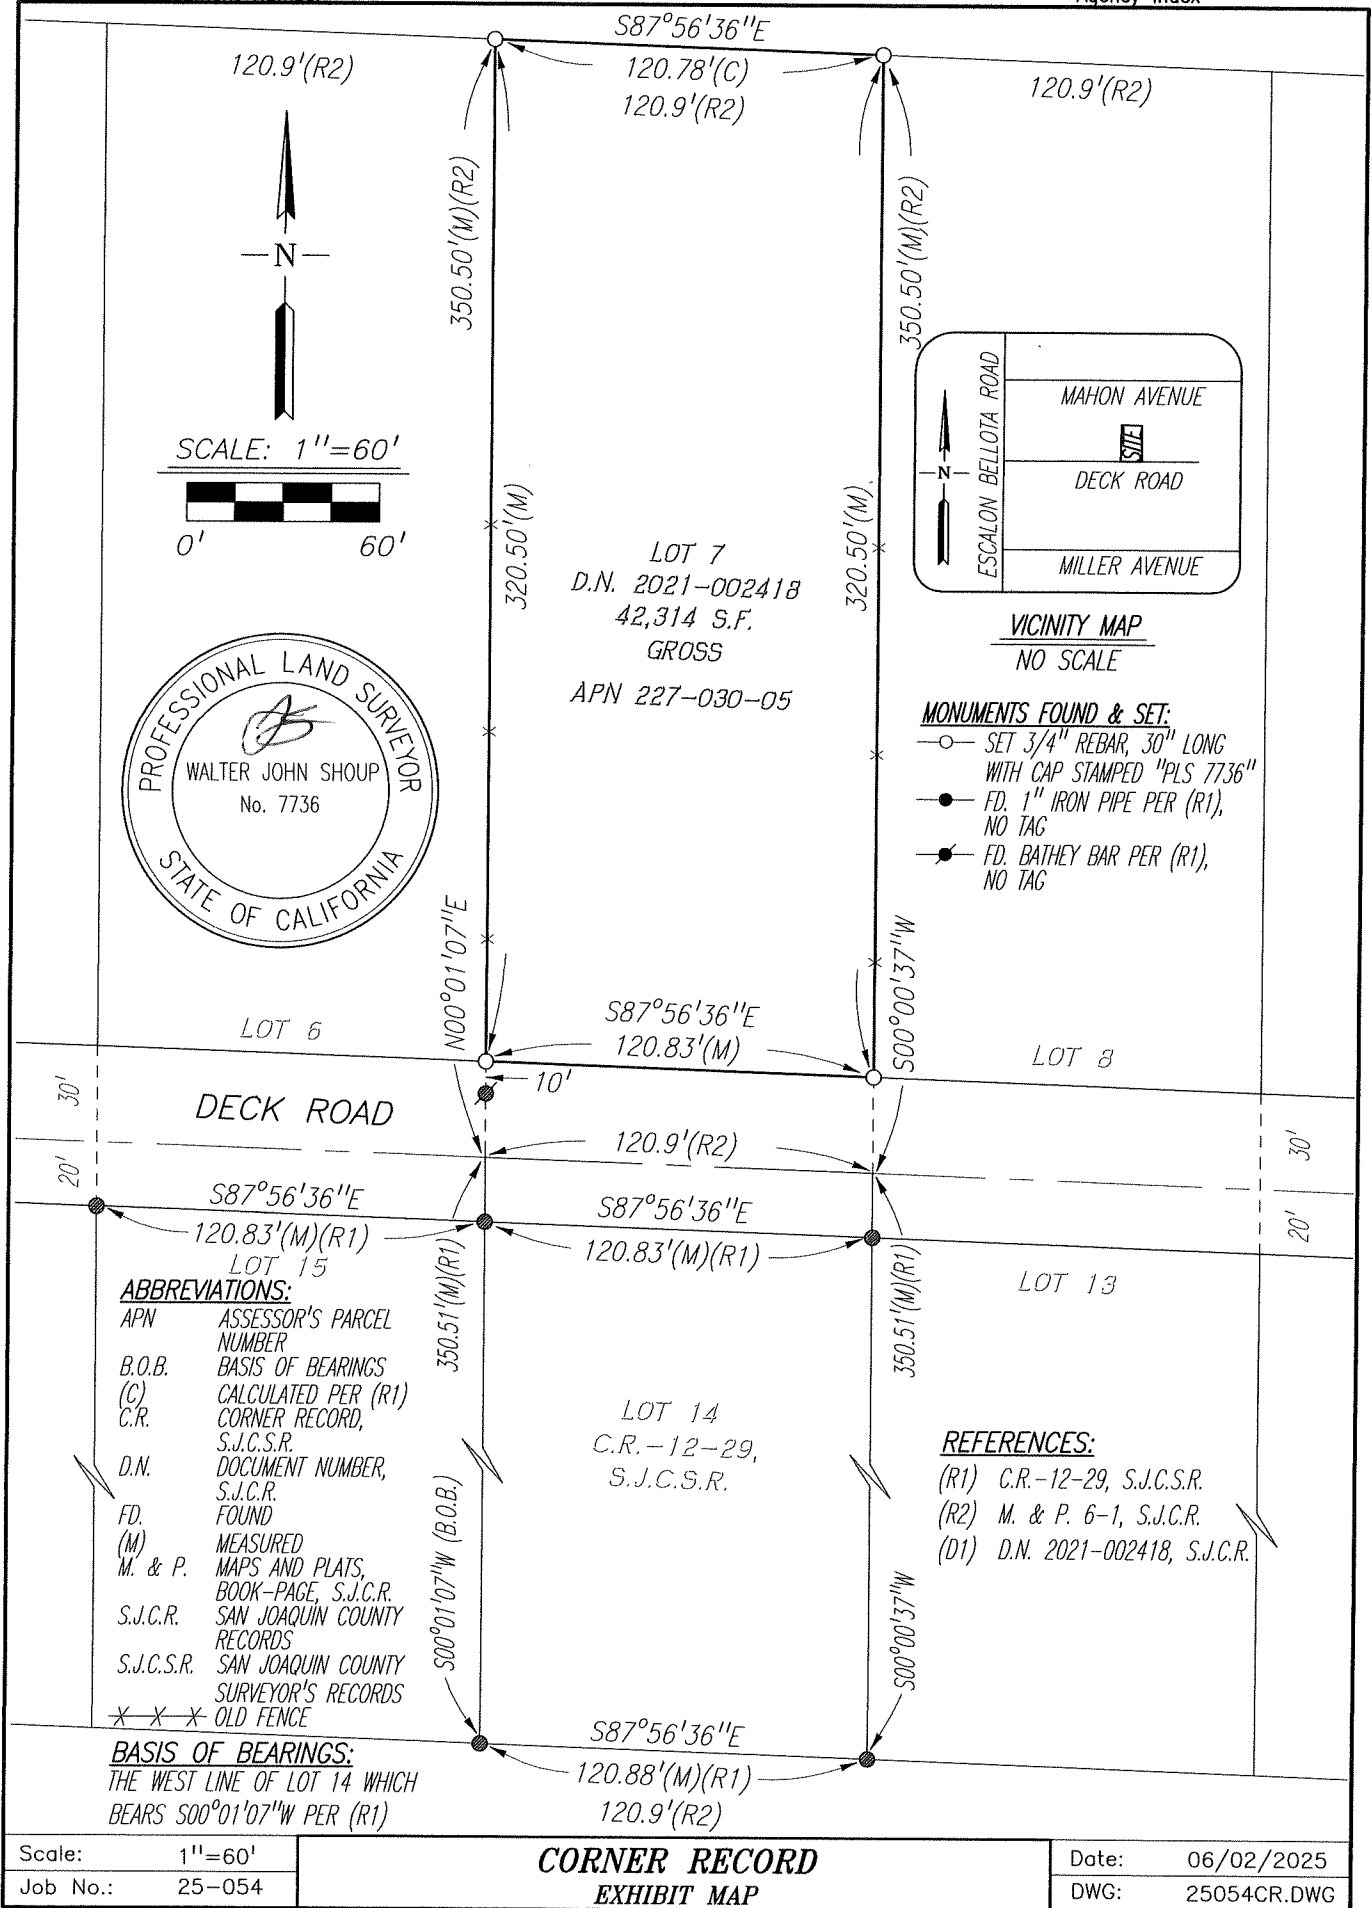 Agency Index
S87°56'36"E
120.9'(R2)
120.78'(C)
120.9'(R2)
120.9'(R2)
350.50'(M)(R2)
350.50'(M)(R2)
N
SCALE: 1"=60'
0' 60'
320.50'(M)
320.50'(M)
LOT 7
D.N. 2021-002418
42,314 S.F.
GROSS
APN 227-030-05
ESCALON BELLOTA ROAD
MAHON AVENUE
SITE
N
DECK ROAD
MILLER AVENUE
VICINITY MAP
NO SCALE
PROFESSIONAL LAND SURVEYOR
WALTER JOHN SHOUP
No. 7736
STATE OF CALIFORNIA
MONUMENTS FOUND & SET:
SET 3/4" REBAR, 30" LONG
WITH CAP STAMPED "PLS 7736"
FD. 1" IRON PIPE PER (R1),
NO TAG
FD. BATHEY BAR PER (R1),
NO TAG
N00°01'07"E
S00°00'37"W
LOT 6
S87°56'36"E
120.83'(M)
LOT 8
10'
30'
DECK ROAD
120.9'(R2)
30'
20'
S87°56'36"E
S87°56'36"E
20'
120.83'(M)(R1)
120.83'(M)(R1)
LOT 15
LOT 13
350.51'(M)(R1)
350.51'(M)(R1)
ABBREVIATIONS:
APN ASSESSOR'S PARCEL
NUMBER
B.O.B. BASIS OF BEARINGS
(C) CALCULATED PER (R1)
C.R. CORNER RECORD,
S.J.C.S.R.
D.N. DOCUMENT NUMBER,
S.J.C.R.
FD. FOUND
(M) MEASURED
M. & P. MAPS AND PLATS,
BOOK-PAGE, S.J.C.R.
S.J.C.R. SAN JOAQUIN COUNTY
RECORDS
S.J.C.S.R. SAN JOAQUIN COUNTY
SURVEYOR'S RECORDS
X X X OLD FENCE
LOT 14
C.R.-12-29,
S.J.C.S.R.
REFERENCES:
(R1) C.R.-12-29, S.J.C.S.R.
(R2) M. & P. 6-1, S.J.C.R.
(D1) D.N. 2021-002418, S.J.C.R.
S00°01'07"W (B.O.B.)
S00°00'37"W
BASIS OF BEARINGS:
THE WEST LINE OF LOT 14 WHICH
BEARS S00°01'07"W PER (R1)
S87°56'36"E
120.88'(M)(R1)
120.9'(R2)
Scale: 1"=60'
Job No.: 25-054
CORNER RECORD
EXHIBIT MAP
Date: 06/02/2025
DWG: 25054CR.DWG